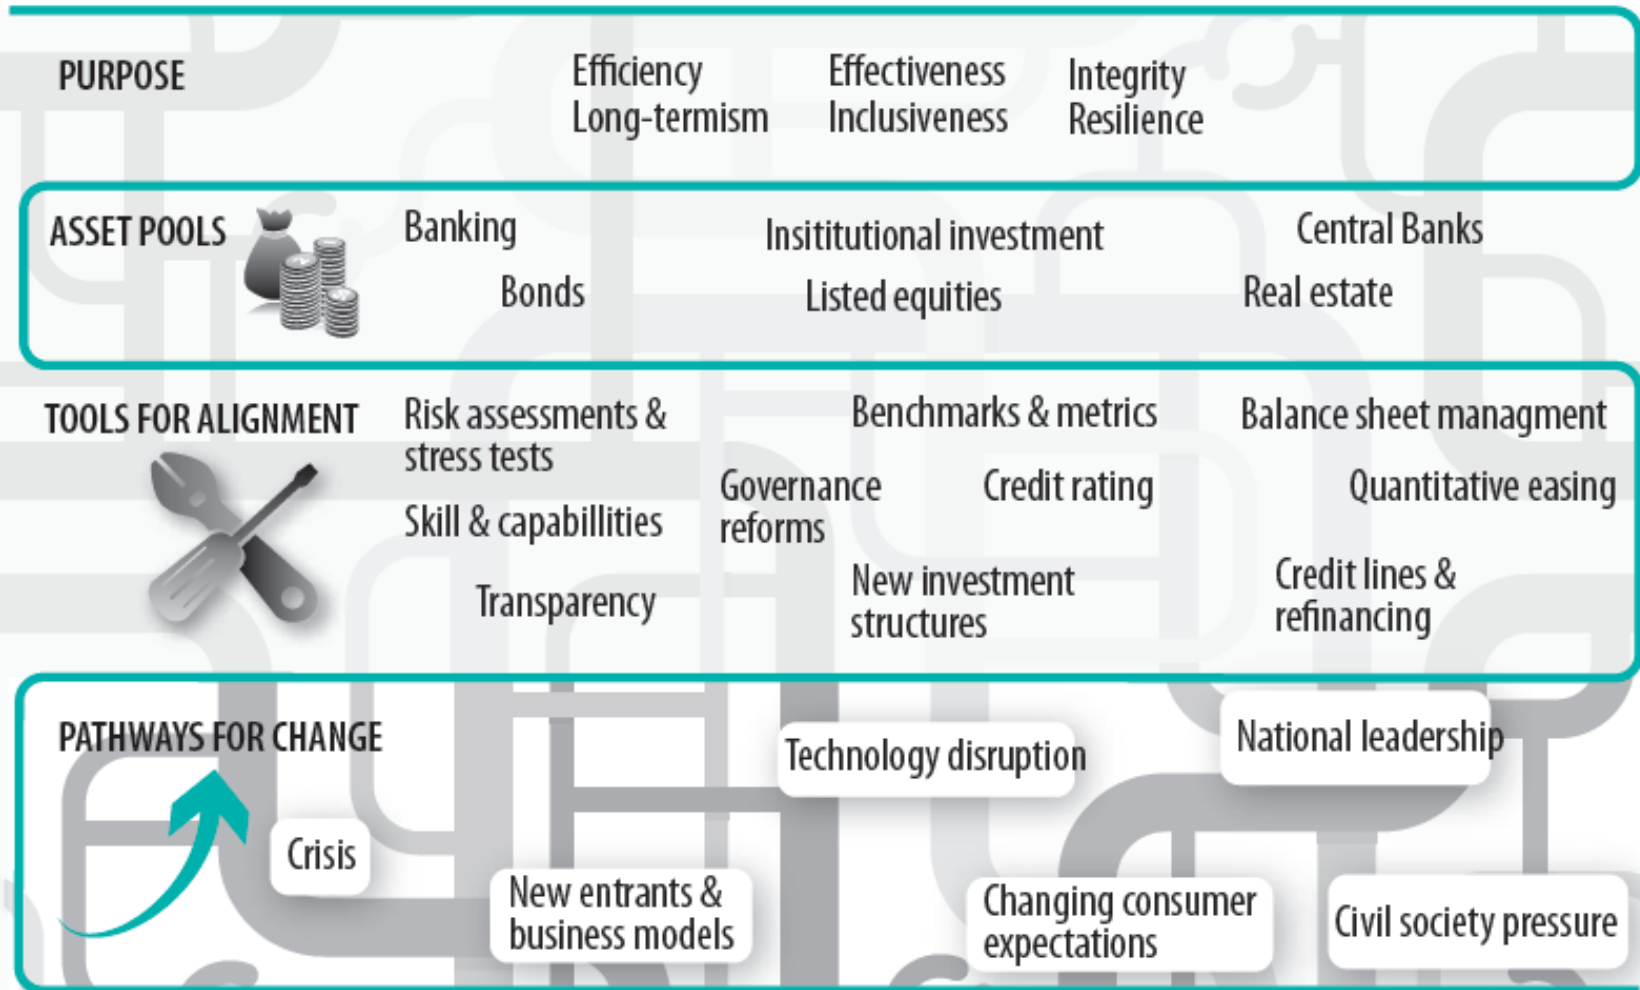 PURPOSE
Efficiency
Long-termism
Effectiveness
Inclusiveness
Integrity
Resilience
ASSET POOLS
Banking
Insititutional investment
Central Banks
Bonds
Listed equities
Real estate
TOOLS FOR ALIGNMENT
Risk assessments &
stress tests
Benchmarks & metrics
Balance sheet managment
Governance
reforms
Credit rating
Quantitative easing
Skill & capabillities
Transparency
New investment
structures
Credit lines &
refinancing
PATHWAYS FOR CHANGE
Technology disruption
National leadership
Crisis
New entrants &
business models
Changing consumer
expectations
Civil society pressure